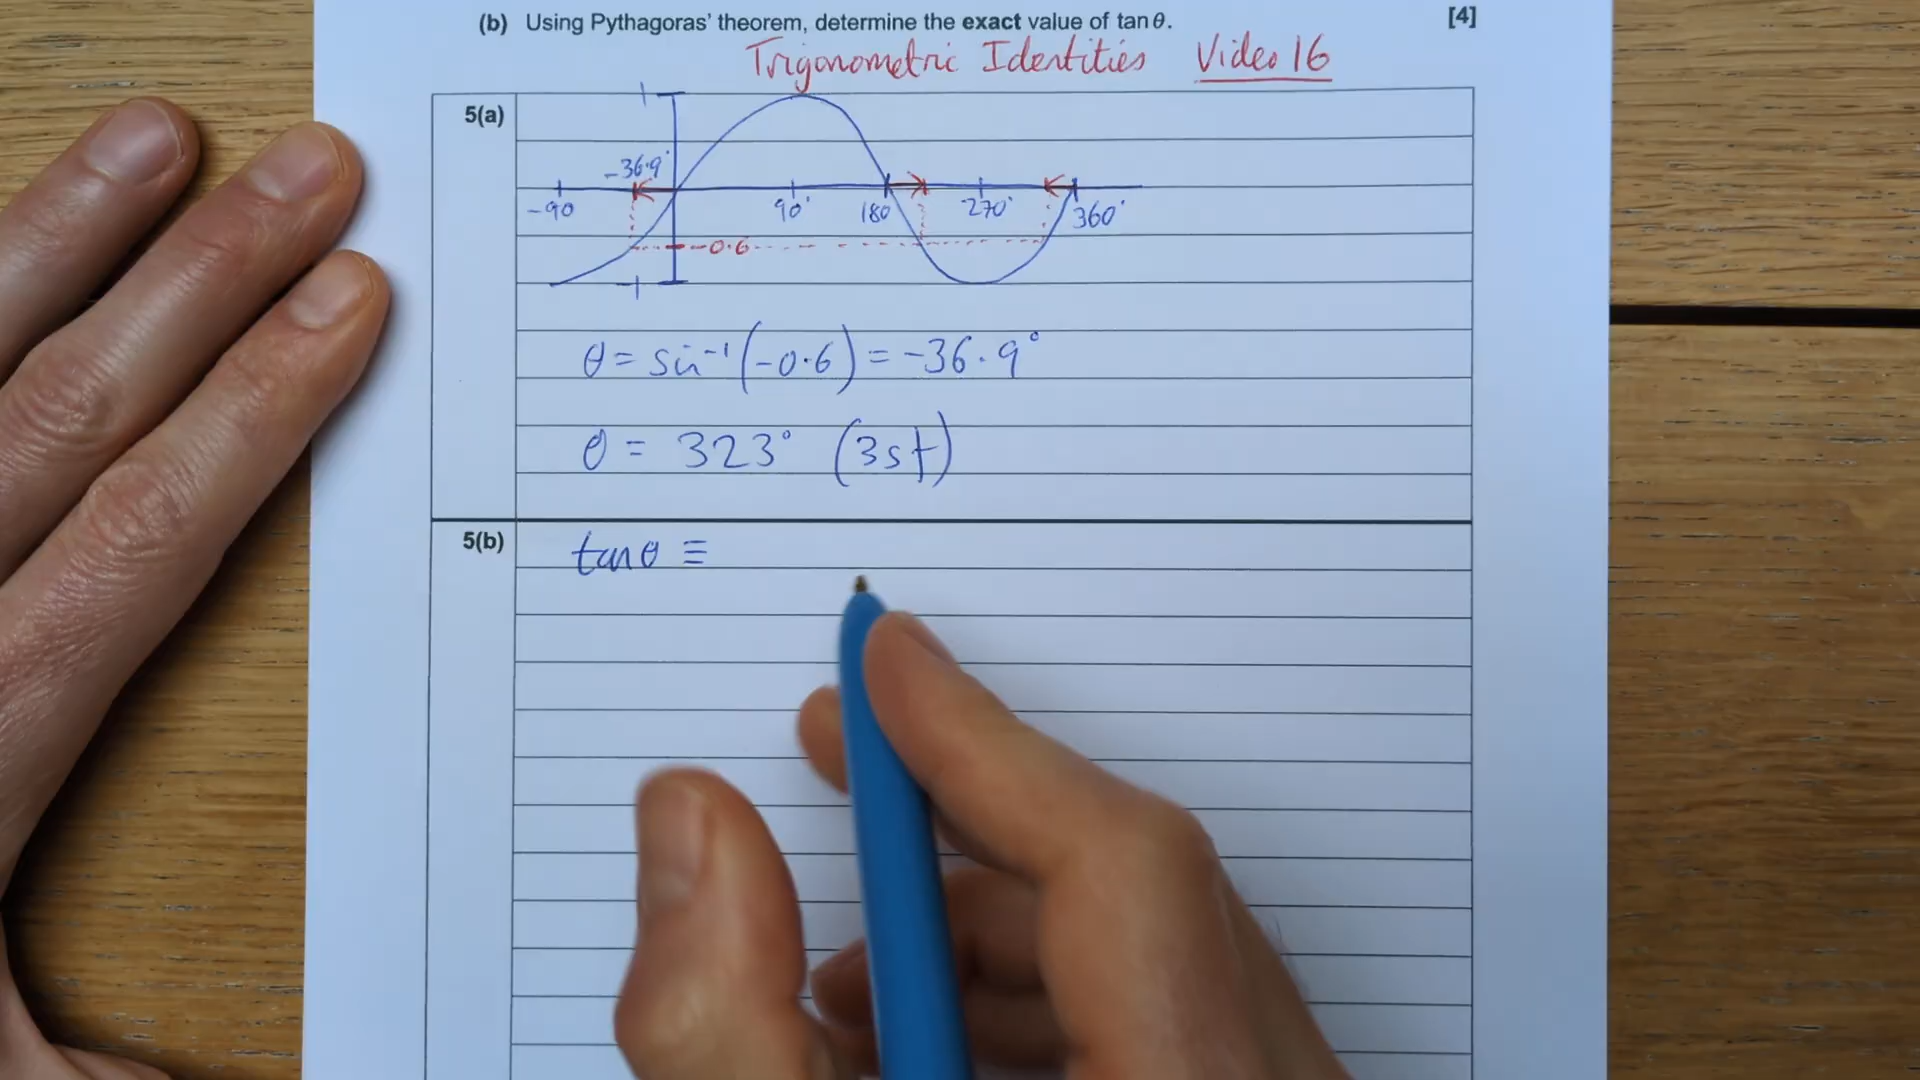 (b) Using Pythagoras' theorem, determine the exact value of tan θ. [4]
Trigonometric Identities Video 16
5(a)
1
-36.9°
-90
90°
180
270°
360°
-0.6
-1
θ = sin⁻¹(-0.6) = -36.9°
θ = 323° (3sf)
5(b) tanθ ≡